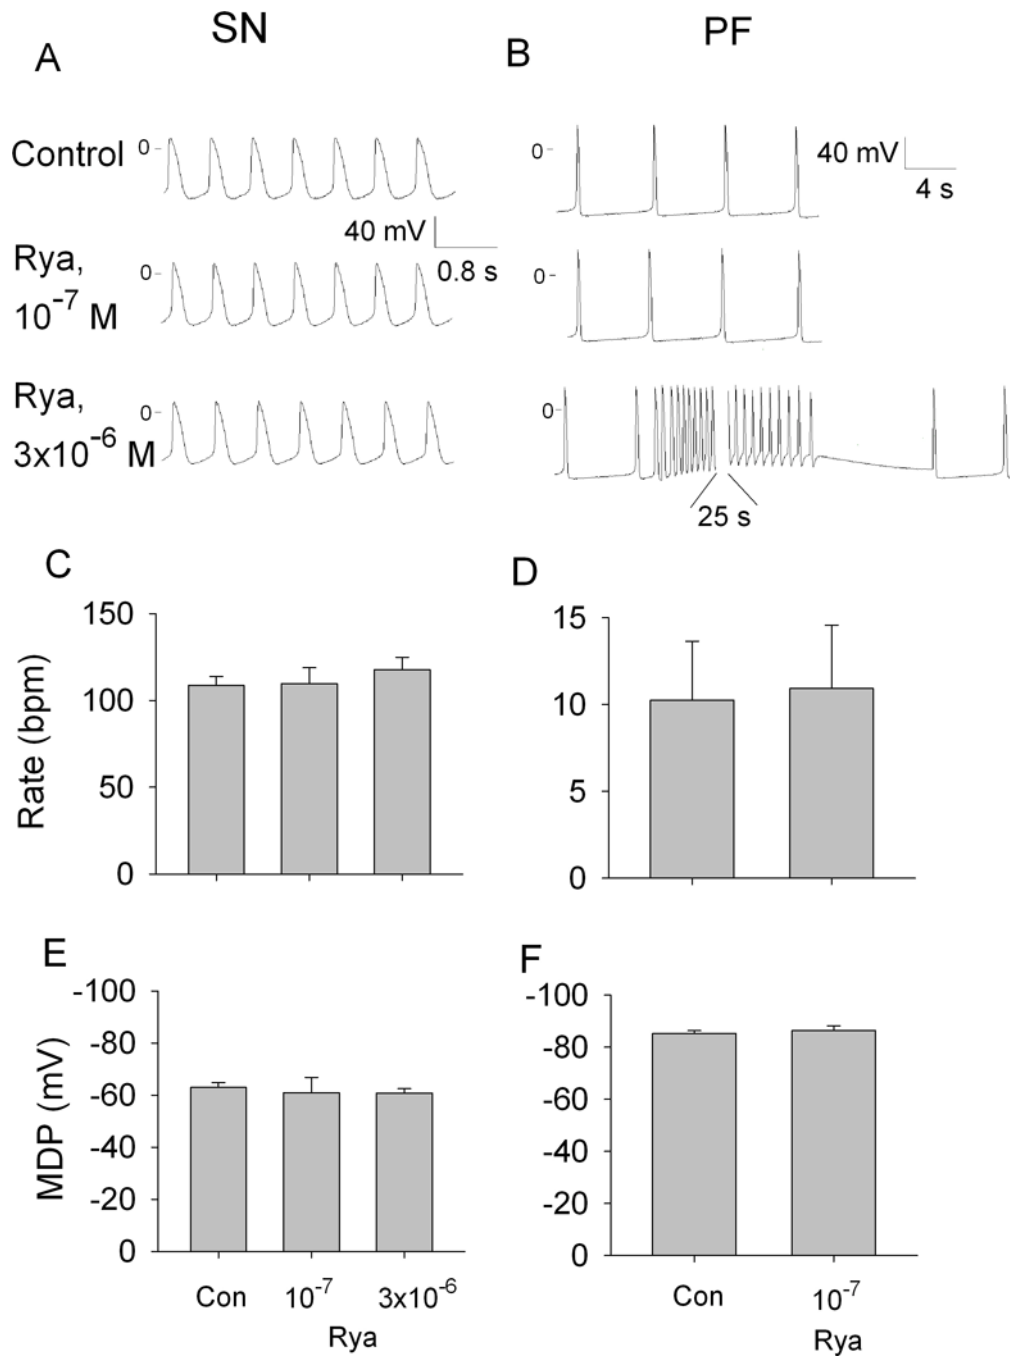 SN
PF
A
B
Control
0
0
40 mV
4 s
40 mV
0.8 s
Rya,
10⁻⁷ M
0
0
Rya,
3x10⁻⁶ M
0
0
25 s
C
D
Rate (bpm)
150
100
50
0
15
10
5
0
E
F
MDP (mV)
-100
-80
-60
-40
-20
0
-100
-80
-60
-40
-20
0
Con 10⁻⁷ 3x10⁻⁶
Rya
Con 10⁻⁷
Rya